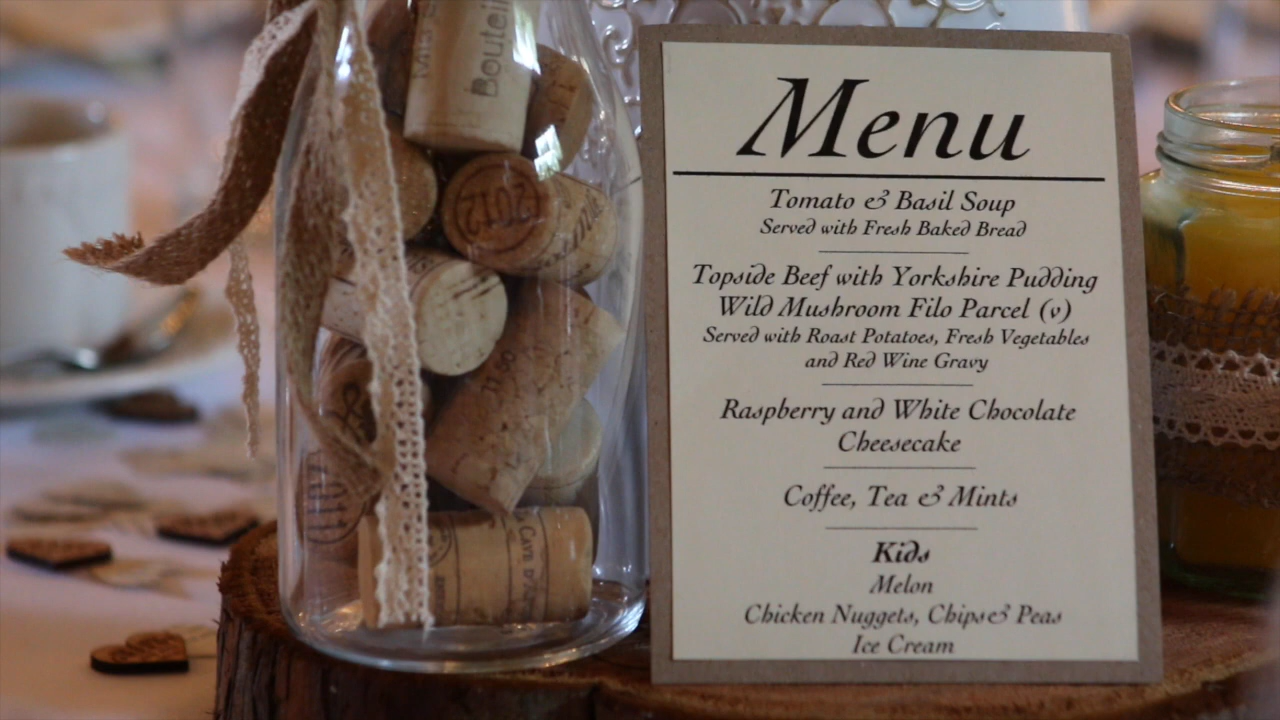 Bouteil
2012
Menu
Tomato & Basil Soup
Served with Fresh Baked Bread
Topside Beef with Yorkshire Pudding
Wild Mushroom Filo Parcel (v)
Served with Roast Potatoes, Fresh Vegetables
and Red Wine Gravy
Raspberry and White Chocolate
Cheesecake
Coffee, Tea & Mints
Kids
Melon
Chicken Nuggets, Chips & Peas
Ice Cream